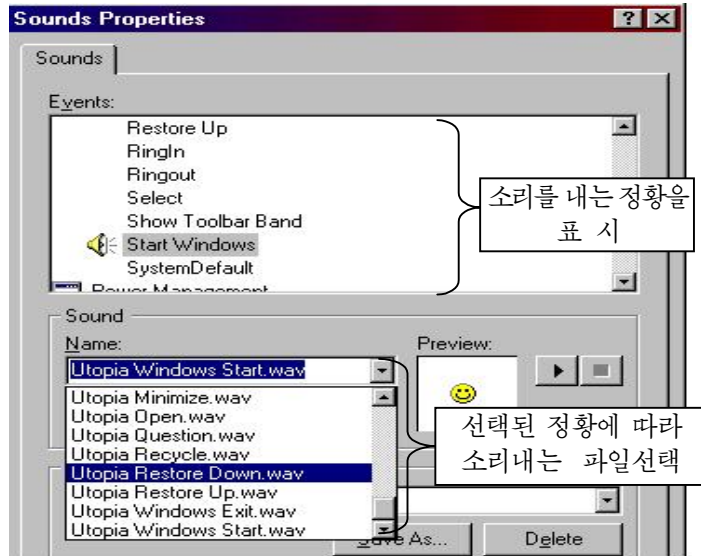 Sounds Properties
Sounds
Events:
Restore Up
RingIn
Ringout
Select
Show Toolbar Band
Start Windows
SystemDefault
Power Management
소리를 내는 정황을
표 시
Sound
Name:
Preview:
Utopia Windows Start.wav
Utopia Minimize.wav
Utopia Open.wav
Utopia Question.wav
Utopia Recycle.wav
Utopia Restore Down.wav
Utopia Restore Up.wav
Utopia Windows Exit.wav
Utopia Windows Start.wav
선택된 정황에 따라
소리내는 파일선택
Save As...
Delete